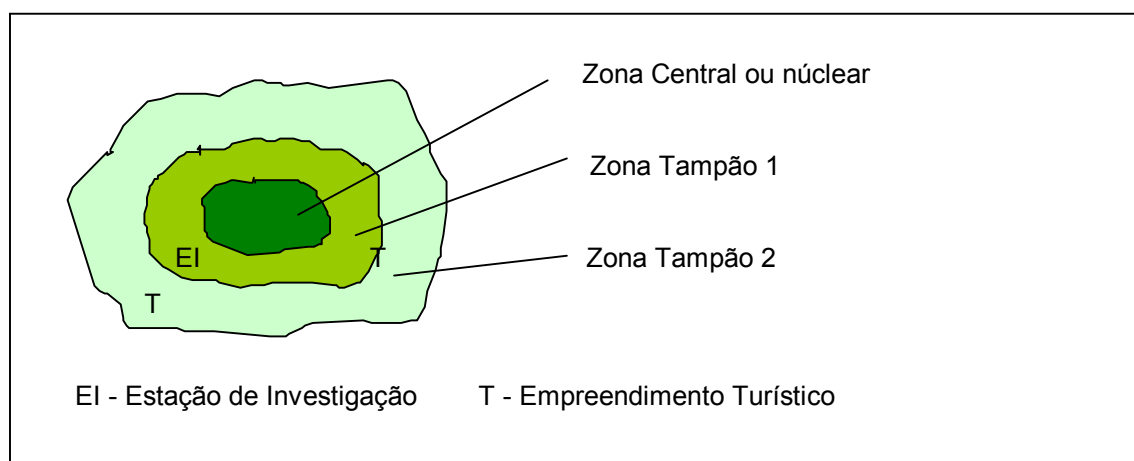 Zona Central ou núclear
Zona Tampão 1
EI
T
Zona Tampão 2
T
EI - Estação de Investigação T - Empreendimento Turístico